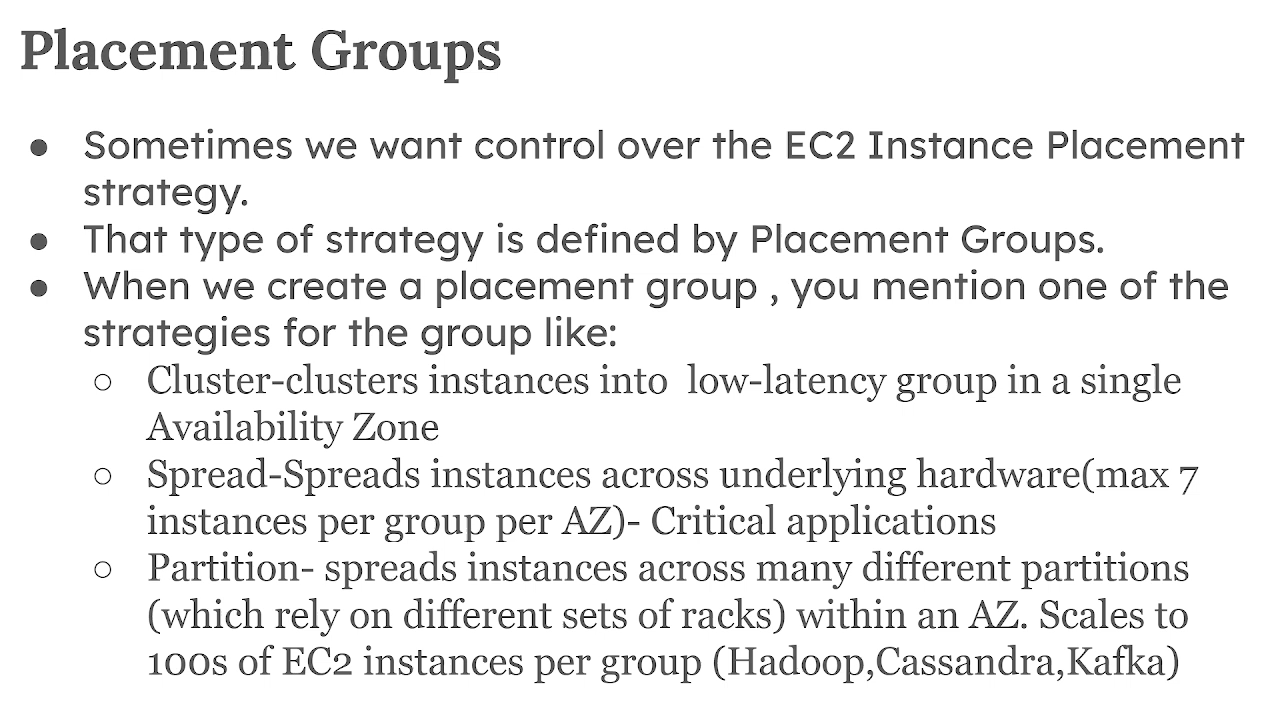 Placement Groups
● Sometimes we want control over the EC2 Instance Placement
strategy.
● That type of strategy is defined by Placement Groups.
● When we create a placement group , you mention one of the
strategies for the group like:
○ Cluster-clusters instances into  low-latency group in a single
Availability Zone
○ Spread-Spreads instances across underlying hardware(max 7
instances per group per AZ)- Critical applications
○ Partition- spreads instances across many different partitions
(which rely on different sets of racks) within an AZ. Scales to
100s of EC2 instances per group (Hadoop,Cassandra,Kafka)